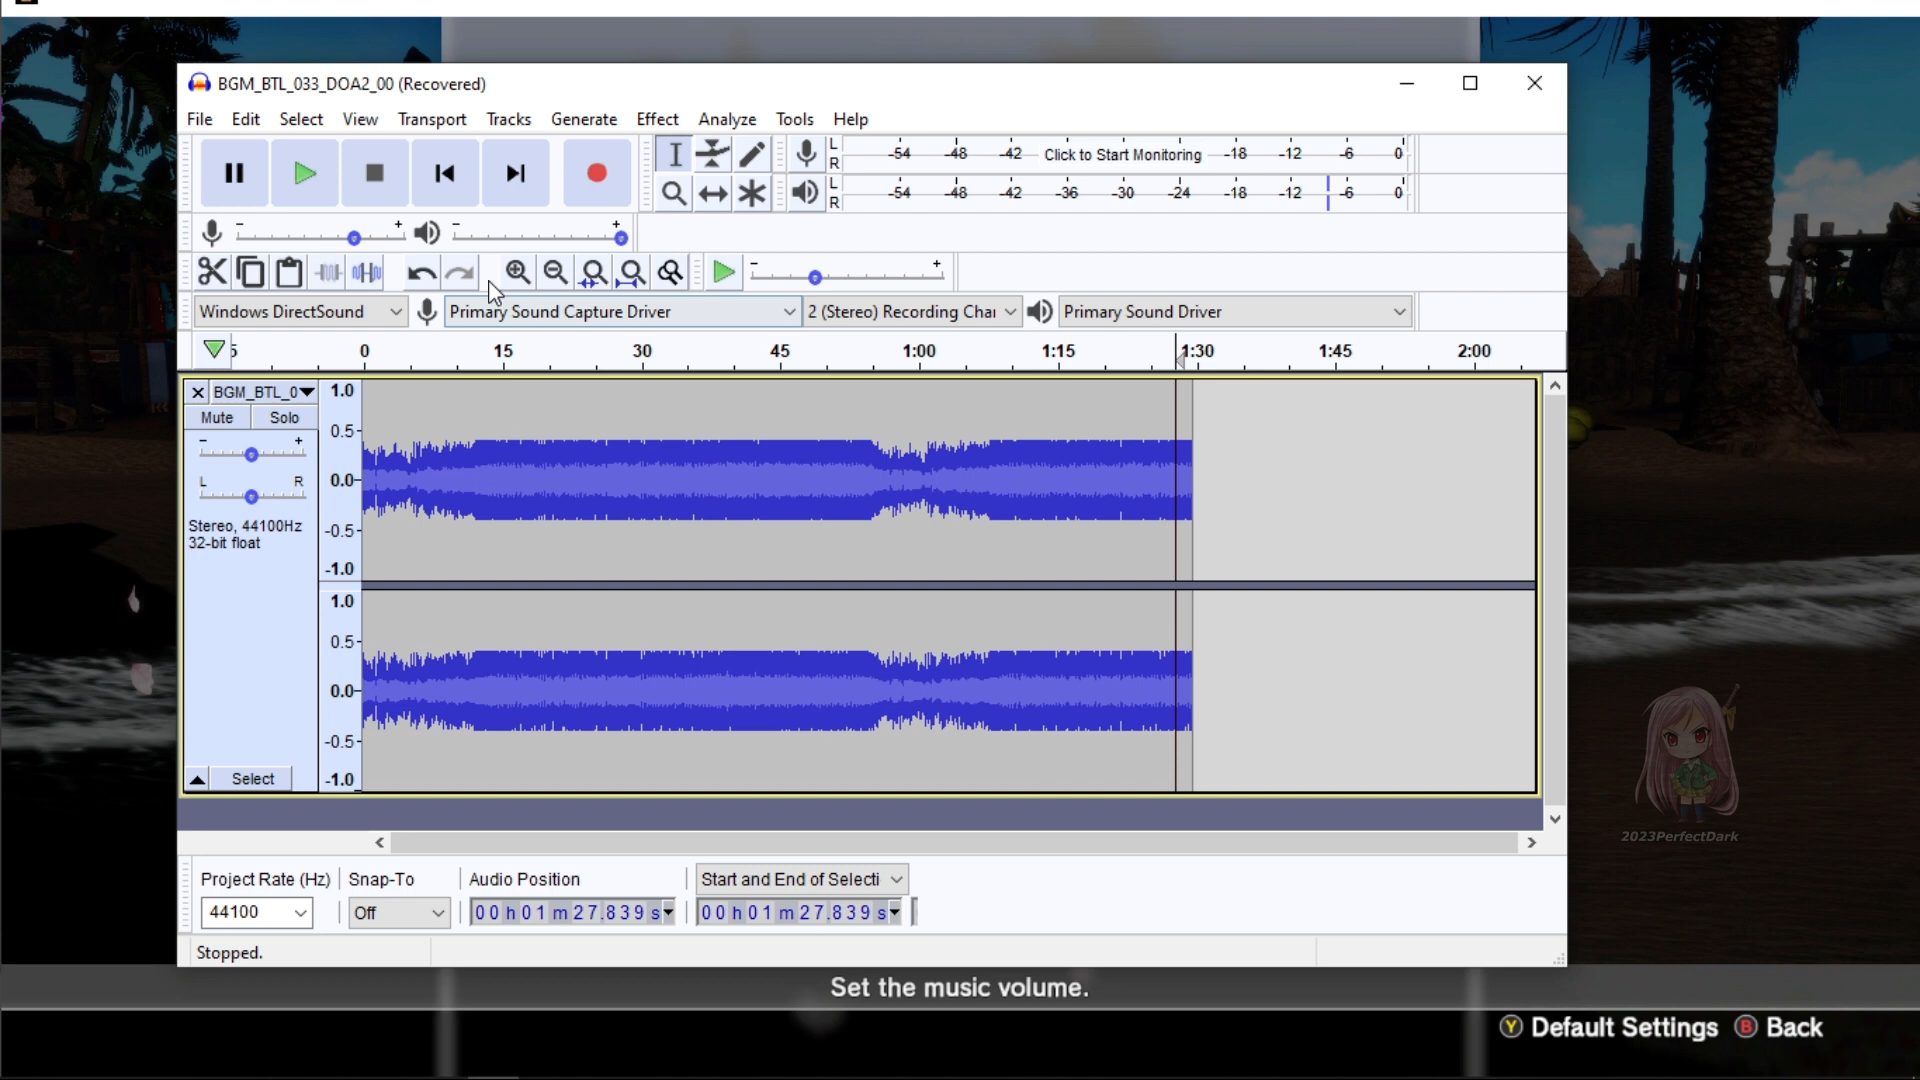 BGM_BTL_033_DOA2_00 (Recovered)
File Edit Select View Transport Tracks Generate Effect Analyze Tools Help
L R -54 -48 -42 Click to Start Monitoring -18 -12 -6 0
L R -54 -48 -42 -36 -30 -24 -18 -12 -6 0
- + - +
- +
Windows DirectSound Primary Sound Capture Driver 2 (Stereo) Recording Chai Primary Sound Driver
5 0 15 30 45 1:00 1:15 1:30 1:45 2:00
BGM_BTL_0 1.0
Mute Solo
- + 0.5
L R 0.0
Stereo, 44100Hz -0.5
32-bit float
-1.0
1.0
0.5
0.0
-0.5
Select -1.0
2023PerfectDark
Project Rate (Hz) Snap-To Audio Position Start and End of Selecti
44100 Off 00 h 01 m 27.839 s 00 h 01 m 27.839 s
Stopped.
Set the music volume.
Y Default Settings B Back